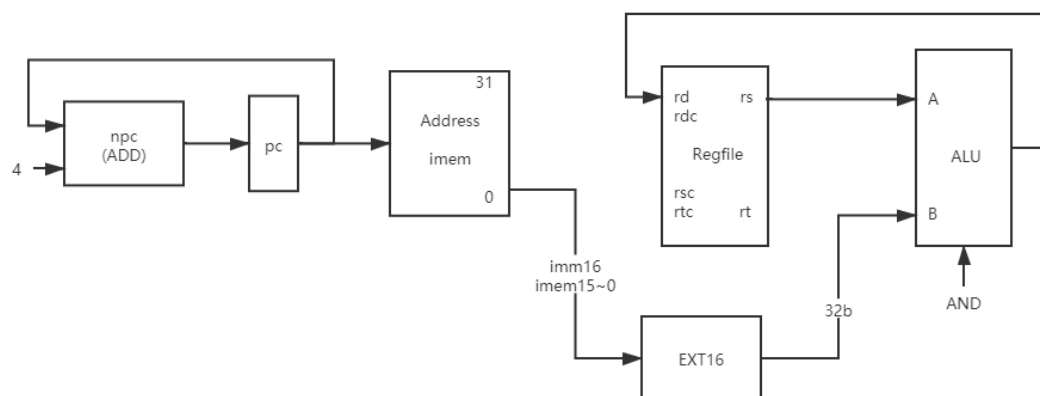 4
npc
(ADD)
pc
31
Address
imem
0
imm16
imem15~0
EXT16
32b
rd rs
rdc
Regfile
rsc
rtc rt
A
ALU
B
AND